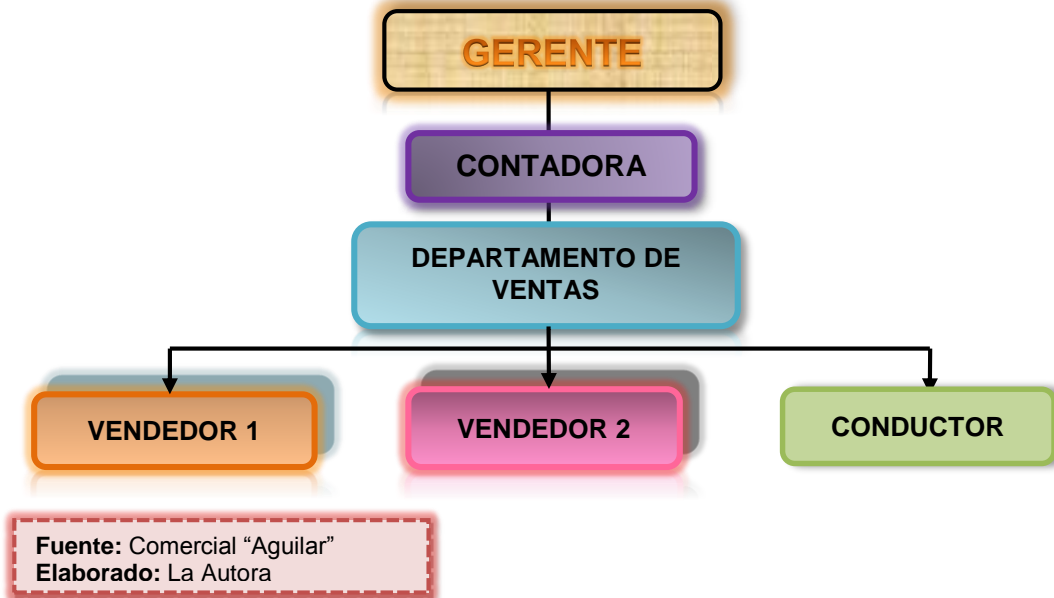 GERENTE
CONTADORA
DEPARTAMENTO DE
VENTAS
VENDEDOR 1
VENDEDOR 2
CONDUCTOR
Fuente: Comercial “Aguilar”
Elaborado: La Autora